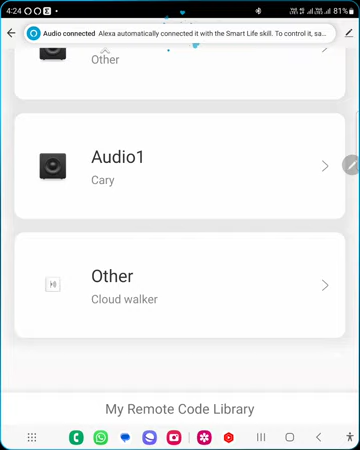 4:24 81%
Audio connected Alexa automatically connected it with the Smart Life skill. To control it, sa...
Other
Audio1
Cary
Other
Cloud walker
My Remote Code Library